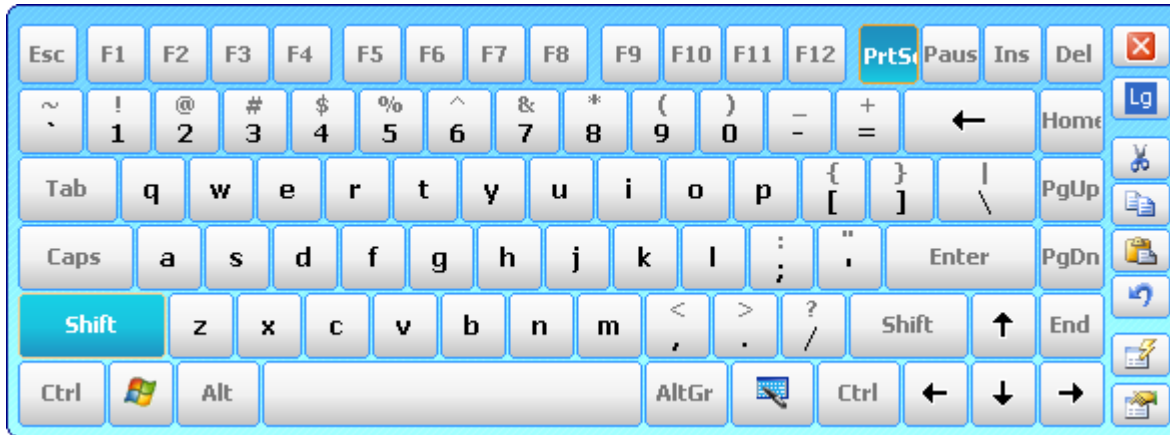 Esc F1 F2 F3 F4 F5 F6 F7 F8 F9 F10 F11 F12 PrtSc Paus Ins Del
~ ` ! 1 @ 2 # 3 $ 4 % 5 ^ 6 & 7 * 8 ( 9 ) 0 _ - + = ← Home Lg
Tab q w e r t y u i o p { [ } ] | \ PgUp
Caps a s d f g h j k l : ; " ' Enter PgDn
Shift z x c v b n m < , > . ? / Shift ↑ End
Ctrl Alt AltGr Ctrl ← ↓ →